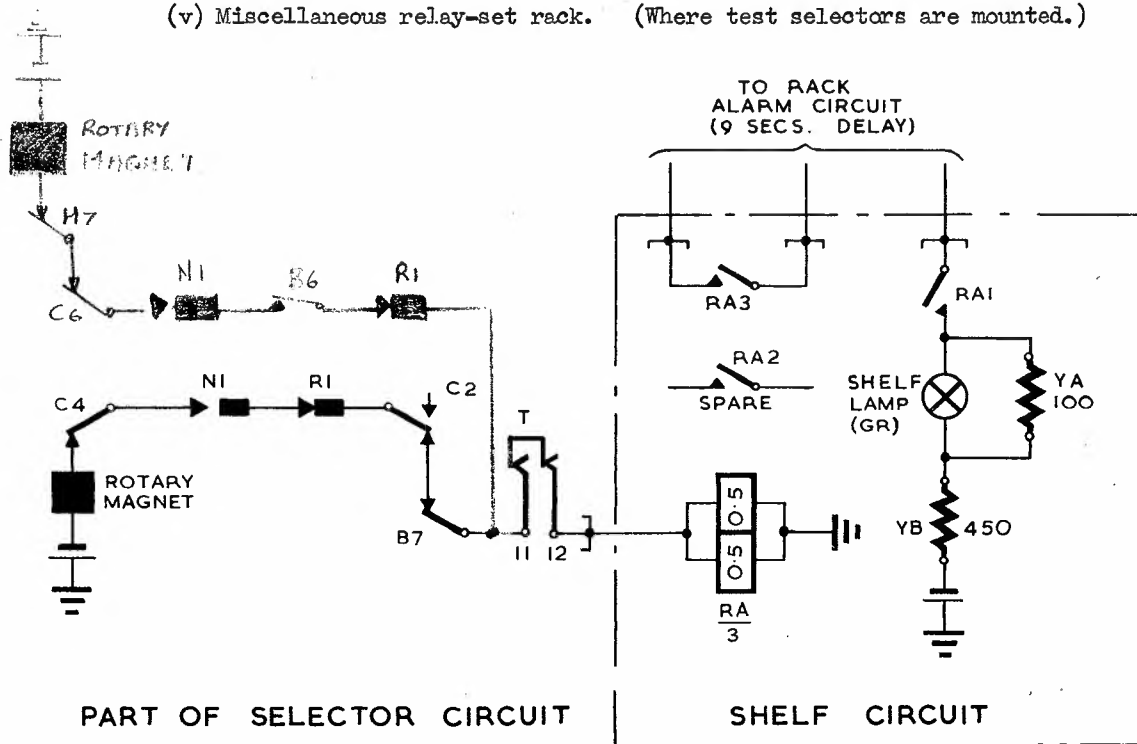 (v) Miscellaneous relay-set rack. (Where test selectors are mounted.)
TO RACK
ALARM CIRCUIT
(9 SECS. DELAY)
ROTARY
MAGNET
H7
C6
N1
B6
R1
RA3
RA1
RA2
SPARE
SHELF
LAMP
(GR)
YA
100
C4
N1
R1
C2
T
ROTARY
MAGNET
B7
11
12
0.5
0.5
RA
3
YB
450
PART OF SELECTOR CIRCUIT
SHELF CIRCUIT